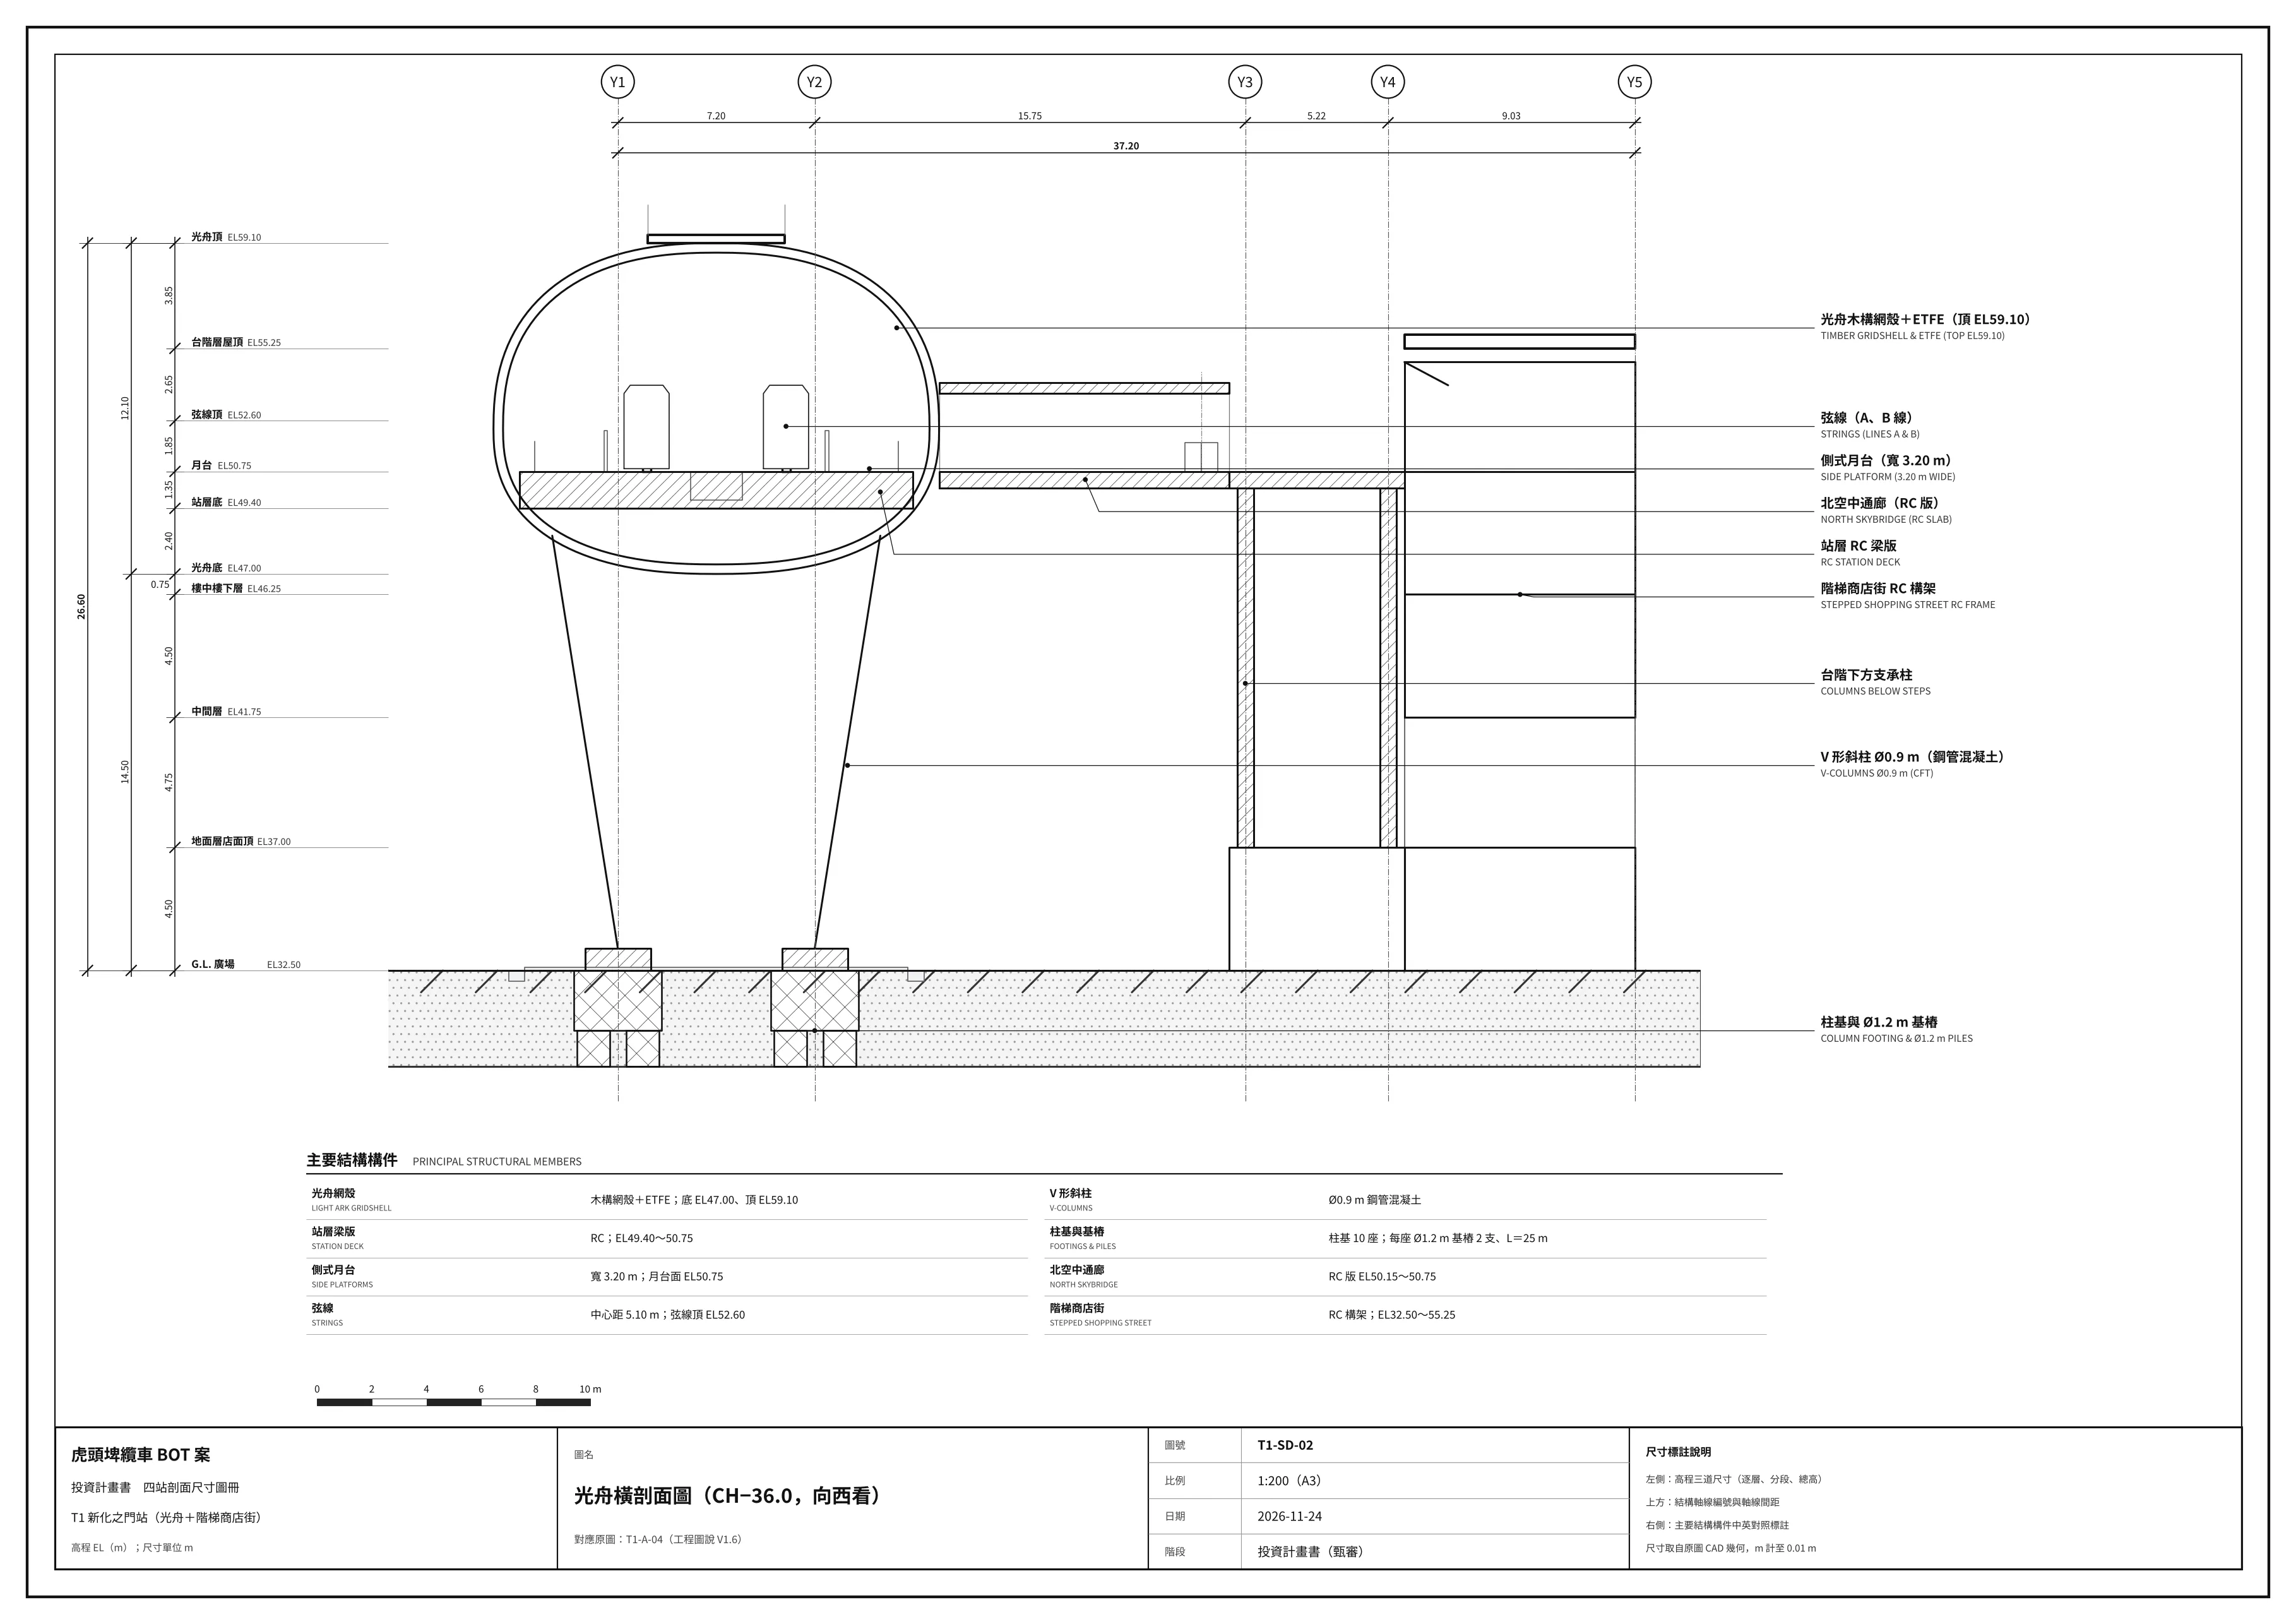 Y1
Y2
Y3
Y4
Y5
7.20
15.75
5.22
9.03
37.20
光舟頂 EL59.10
台階層屋頂 EL55.25
弦線頂 EL52.60
月台 EL50.75
站層底 EL49.40
光舟底 EL47.00
樓中樓下層 EL46.25
中間層 EL41.75
地面層店面頂 EL37.00
G.L. 廣場 EL32.50
3.85
2.65
1.85
1.35
2.40
0.75
4.50
4.75
4.50
12.10
14.50
26.60
光舟木構網殼＋ETFE（頂 EL59.10）
TIMBER GRIDSHELL & ETFE (TOP EL59.10)
弦線（A、B 線）
STRINGS (LINES A & B)
側式月台（寬 3.20 m）
SIDE PLATFORM (3.20 m WIDE)
北空中通廊（RC 版）
NORTH SKYBRIDGE (RC SLAB)
站層 RC 梁版
RC STATION DECK
階梯商店街 RC 構架
STEPPED SHOPPING STREET RC FRAME
台階下方支承柱
COLUMNS BELOW STEPS
V 形斜柱 Ø0.9 m（鋼管混凝土）
V-COLUMNS Ø0.9 m (CFT)
柱基與 Ø1.2 m 基樁
COLUMN FOOTING & Ø1.2 m PILES
主要結構構件 PRINCIPAL STRUCTURAL MEMBERS
光舟網殼
LIGHT ARK GRIDSHELL
木構網殼＋ETFE；底 EL47.00、頂 EL59.10
站層梁版
STATION DECK
RC；EL49.40～50.75
側式月台
SIDE PLATFORMS
寬 3.20 m；月台面 EL50.75
弦線
STRINGS
中心距 5.10 m；弦線頂 EL52.60
V 形斜柱
V-COLUMNS
Ø0.9 m 鋼管混凝土
柱基與基樁
FOOTINGS & PILES
柱基 10 座；每座 Ø1.2 m 基樁 2 支、L＝25 m
北空中通廊
NORTH SKYBRIDGE
RC 版 EL50.15～50.75
階梯商店街
STEPPED SHOPPING STREET
RC 構架；EL32.50～55.25
0 2 4 6 8 10 m
虎頭埤纜車 BOT 案
投資計畫書　四站剖面尺寸圖冊
T1 新化之門站（光舟＋階梯商店街）
高程 EL（m）；尺寸單位 m
圖名
光舟橫剖面圖（CH−36.0，向西看）
對應原圖：T1-A-04（工程圖說 V1.6）
圖號 T1-SD-02
比例 1:200（A3）
日期 2026-11-24
階段 投資計畫書（甄審）
尺寸標註說明
左側：高程三道尺寸（逐層、分段、總高）
上方：結構軸線編號與軸線間距
右側：主要結構構件中英對照標註
尺寸取自原圖 CAD 幾何，m 計至 0.01 m